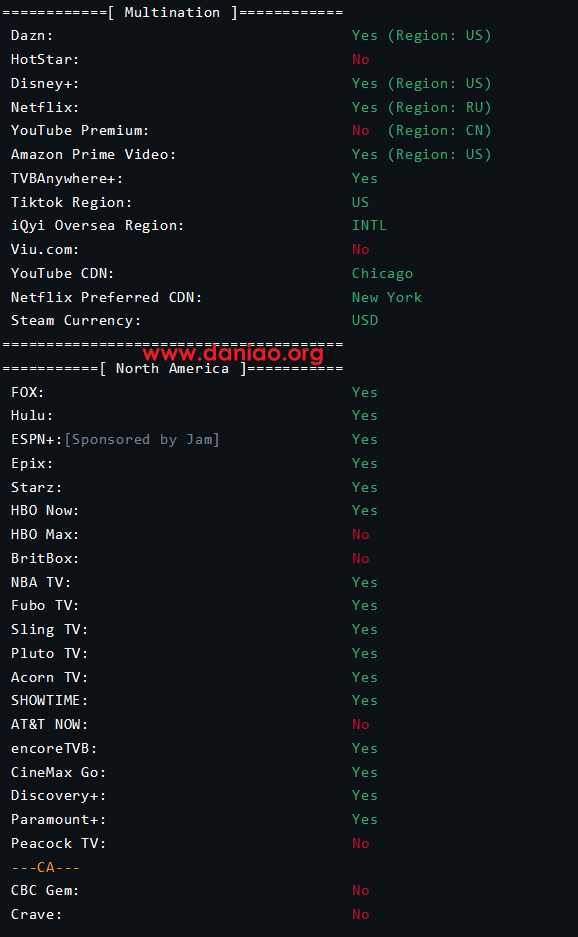 ============[ Multination ]============
Dazn: Yes (Region: US)
HotStar: No
Disney+: Yes (Region: US)
Netflix: Yes (Region: RU)
YouTube Premium: No (Region: CN)
Amazon Prime Video: Yes (Region: US)
TVBAnywhere+: Yes
Tiktok Region: US
iQyi Oversea Region: INTL
Viu.com: No
YouTube CDN: Chicago
Netflix Preferred CDN: New York
Steam Currency: USD
=======================================
www.daniao.org
===========[ North America ]===========
FOX: Yes
Hulu: Yes
ESPN+:[Sponsored by Jam] Yes
Epix: Yes
Starz: Yes
HBO Now: Yes
HBO Max: No
BritBox: No
NBA TV: Yes
Fubo TV: Yes
Sling TV: Yes
Pluto TV: Yes
Acorn TV: Yes
SHOWTIME: Yes
AT&T NOW: No
encoreTVB: Yes
CineMax Go: Yes
Discovery+: Yes
Paramount+: Yes
Peacock TV: No
---CA---
CBC Gem: No
Crave: No